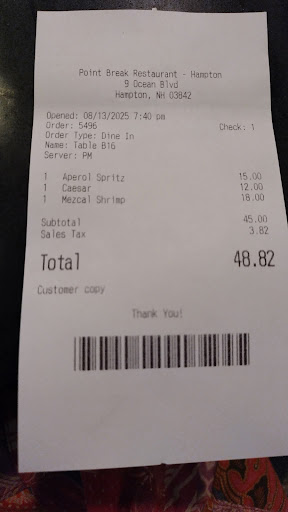 Point Break Restaurant - Hampton
9 Ocean Blvd
Hampton, NH 03842
Opened: 08/13/2025 7:40 pm
Order: 5496 Check: 1
Order Type: Dine In
Name: Table B16
Server: PM
1 Aperol Spritz 15.00
1 Caesar 12.00
1 Mezcal Shrimp 18.00
Subtotal 45.00
Sales Tax 3.82
Total 48.82
Customer copy
Thank You!